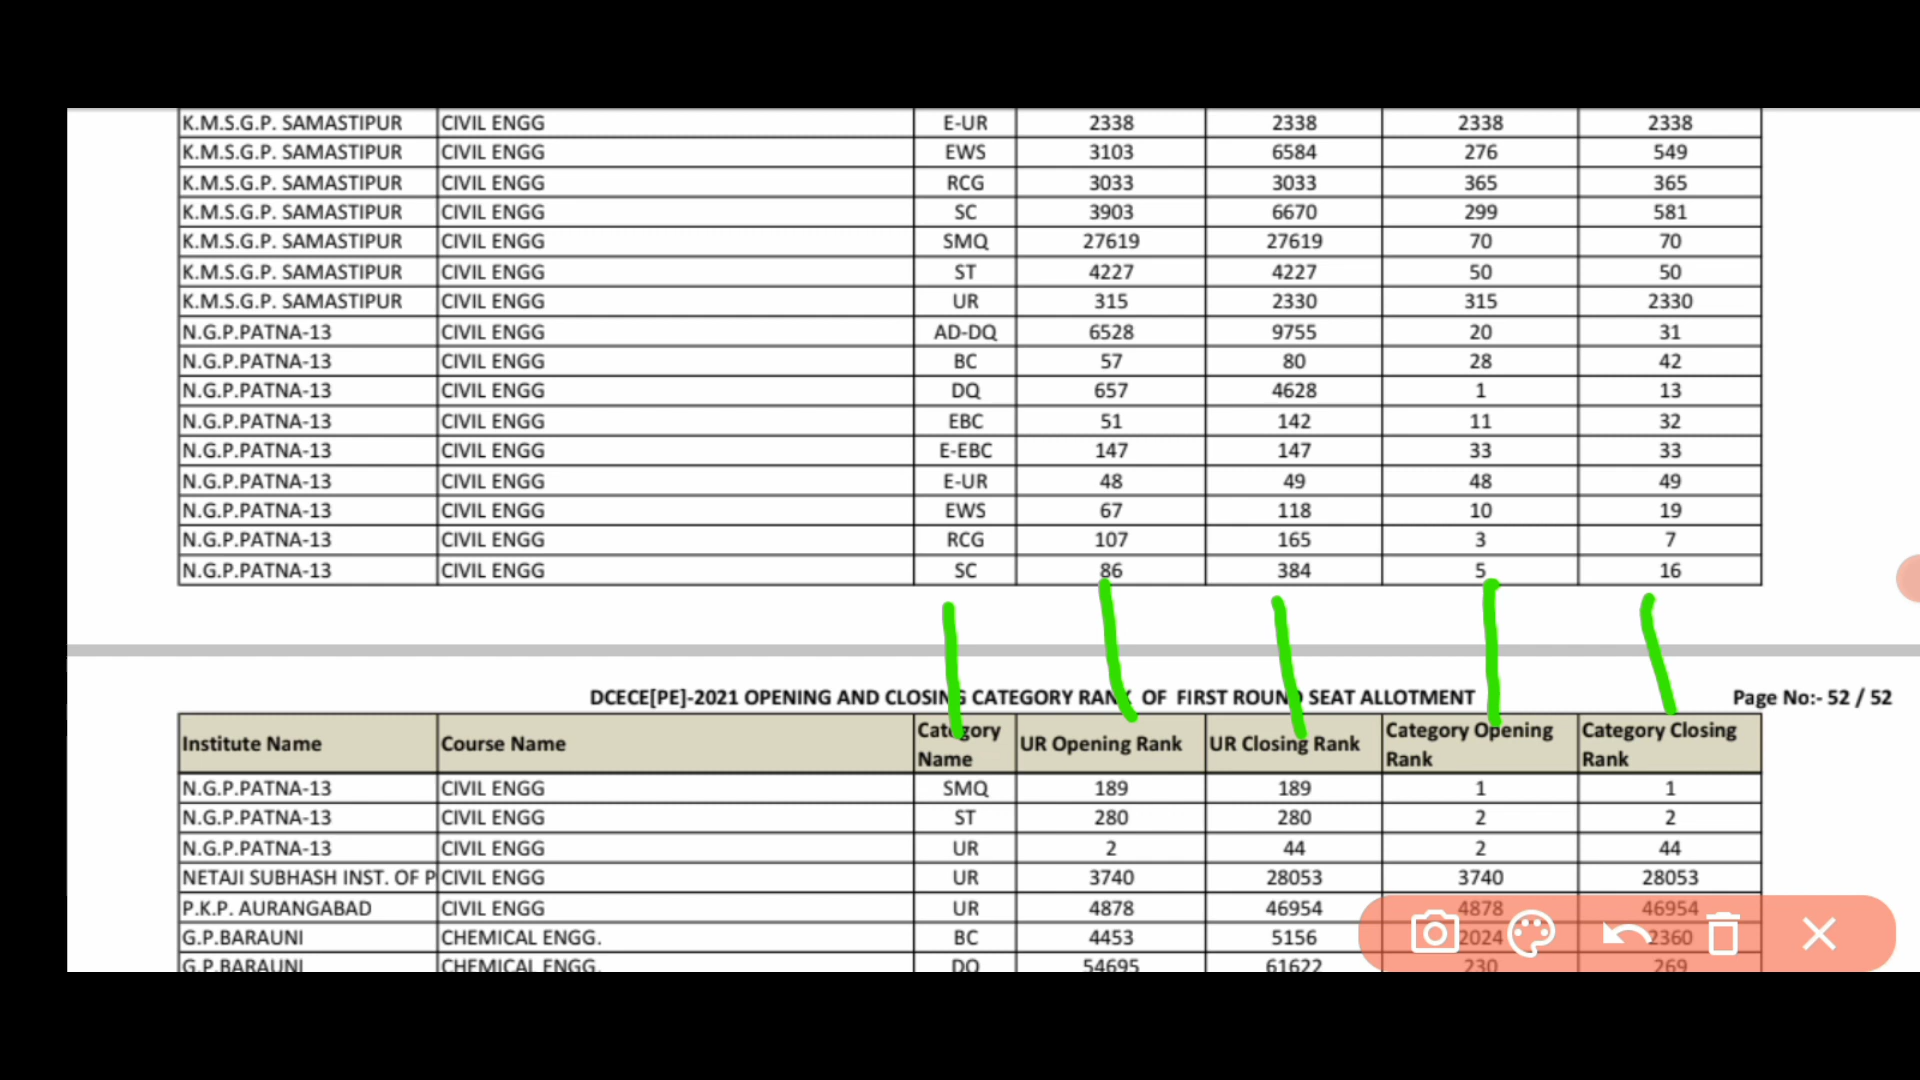 K.M.S.G.P. SAMASTIPUR CIVIL ENGG E-UR 2338 2338 2338 2338
K.M.S.G.P. SAMASTIPUR CIVIL ENGG EWS 3103 6584 276 549
K.M.S.G.P. SAMASTIPUR CIVIL ENGG RCG 3033 3033 365 365
K.M.S.G.P. SAMASTIPUR CIVIL ENGG SC 3903 6670 299 581
K.M.S.G.P. SAMASTIPUR CIVIL ENGG SMQ 27619 27619 70 70
K.M.S.G.P. SAMASTIPUR CIVIL ENGG ST 4227 4227 50 50
K.M.S.G.P. SAMASTIPUR CIVIL ENGG UR 315 2330 315 2330
N.G.P.PATNA-13 CIVIL ENGG AD-DQ 6528 9755 20 31
N.G.P.PATNA-13 CIVIL ENGG BC 57 80 28 42
N.G.P.PATNA-13 CIVIL ENGG DQ 657 4628 1 13
N.G.P.PATNA-13 CIVIL ENGG EBC 51 142 11 32
N.G.P.PATNA-13 CIVIL ENGG E-EBC 147 147 33 33
N.G.P.PATNA-13 CIVIL ENGG E-UR 48 49 48 49
N.G.P.PATNA-13 CIVIL ENGG EWS 67 118 10 19
N.G.P.PATNA-13 CIVIL ENGG RCG 107 165 3 7
N.G.P.PATNA-13 CIVIL ENGG SC 86 384 5 16
DCECE[PE]-2021 OPENING AND CLOSING CATEGORY RANK OF FIRST ROUND SEAT ALLOTMENT Page No:- 52 / 52
Institute Name Course Name Category Name UR Opening Rank UR Closing Rank Category Opening Rank Category Closing Rank
N.G.P.PATNA-13 CIVIL ENGG SMQ 189 189 1 1
N.G.P.PATNA-13 CIVIL ENGG ST 280 280 2 2
N.G.P.PATNA-13 CIVIL ENGG UR 2 44 2 44
NETAJI SUBHASH INST. OF P CIVIL ENGG UR 3740 28053 3740 28053
P.K.P. AURANGABAD CIVIL ENGG UR 4878 46954 4878 46954
G.P.BARAUNI CHEMICAL ENGG. BC 4453 5156 2024 2360
G.P.BARAUNI CHEMICAL ENGG. DQ 54695 61622 230 269